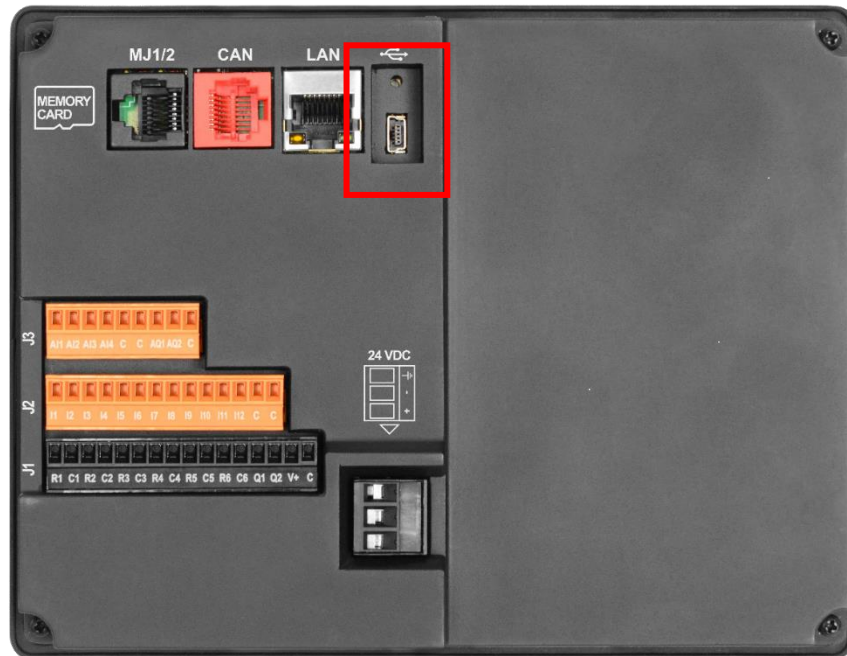 MJ1/2 CAN LAN
MEMORY
CARD
J3
AI1 AI2 AI3 AI4 C C AQ1 AQ2 C
24 VDC
J2
I1 I2 I3 I4 I5 I6 I7 I8 I9 I10 I11 I12 C C
- +
J1
R1 C1 R2 C2 R3 C3 R4 C4 R5 C5 R6 C6 Q1 Q2 V+ C